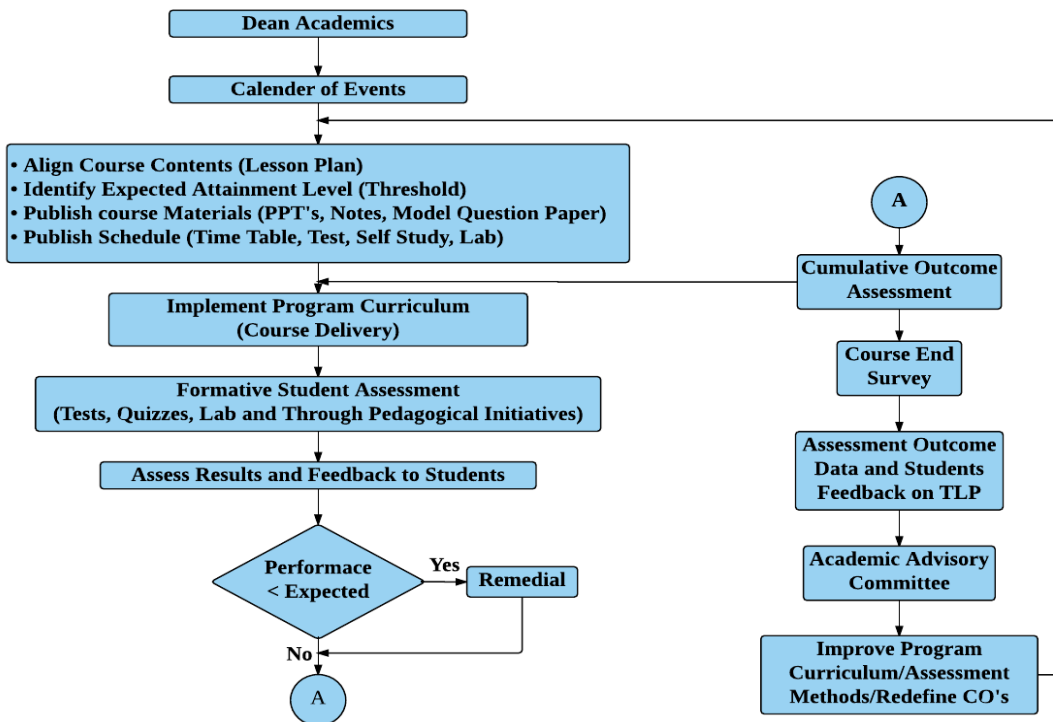 Dean Academics
Calender of Events
• Align Course Contents (Lesson Plan)
• Identify Expected Attainment Level (Threshold)
• Publish course Materials (PPT's, Notes, Model Question Paper)
• Publish Schedule (Time Table, Test, Self Study, Lab)
Implement Program Curriculum
(Course Delivery)
Formative Student Assessment
(Tests, Quizzes, Lab and Through Pedagogical Initiatives)
Assess Results and Feedback to Students
Performace
< Expected
Yes
Remedial
No
A
A
Cumulative Outcome
Assessment
Course End
Survey
Assessment Outcome
Data and Students
Feedback on TLP
Academic Advisory
Committee
Improve Program
Curriculum/Assessment
Methods/Redefine CO's